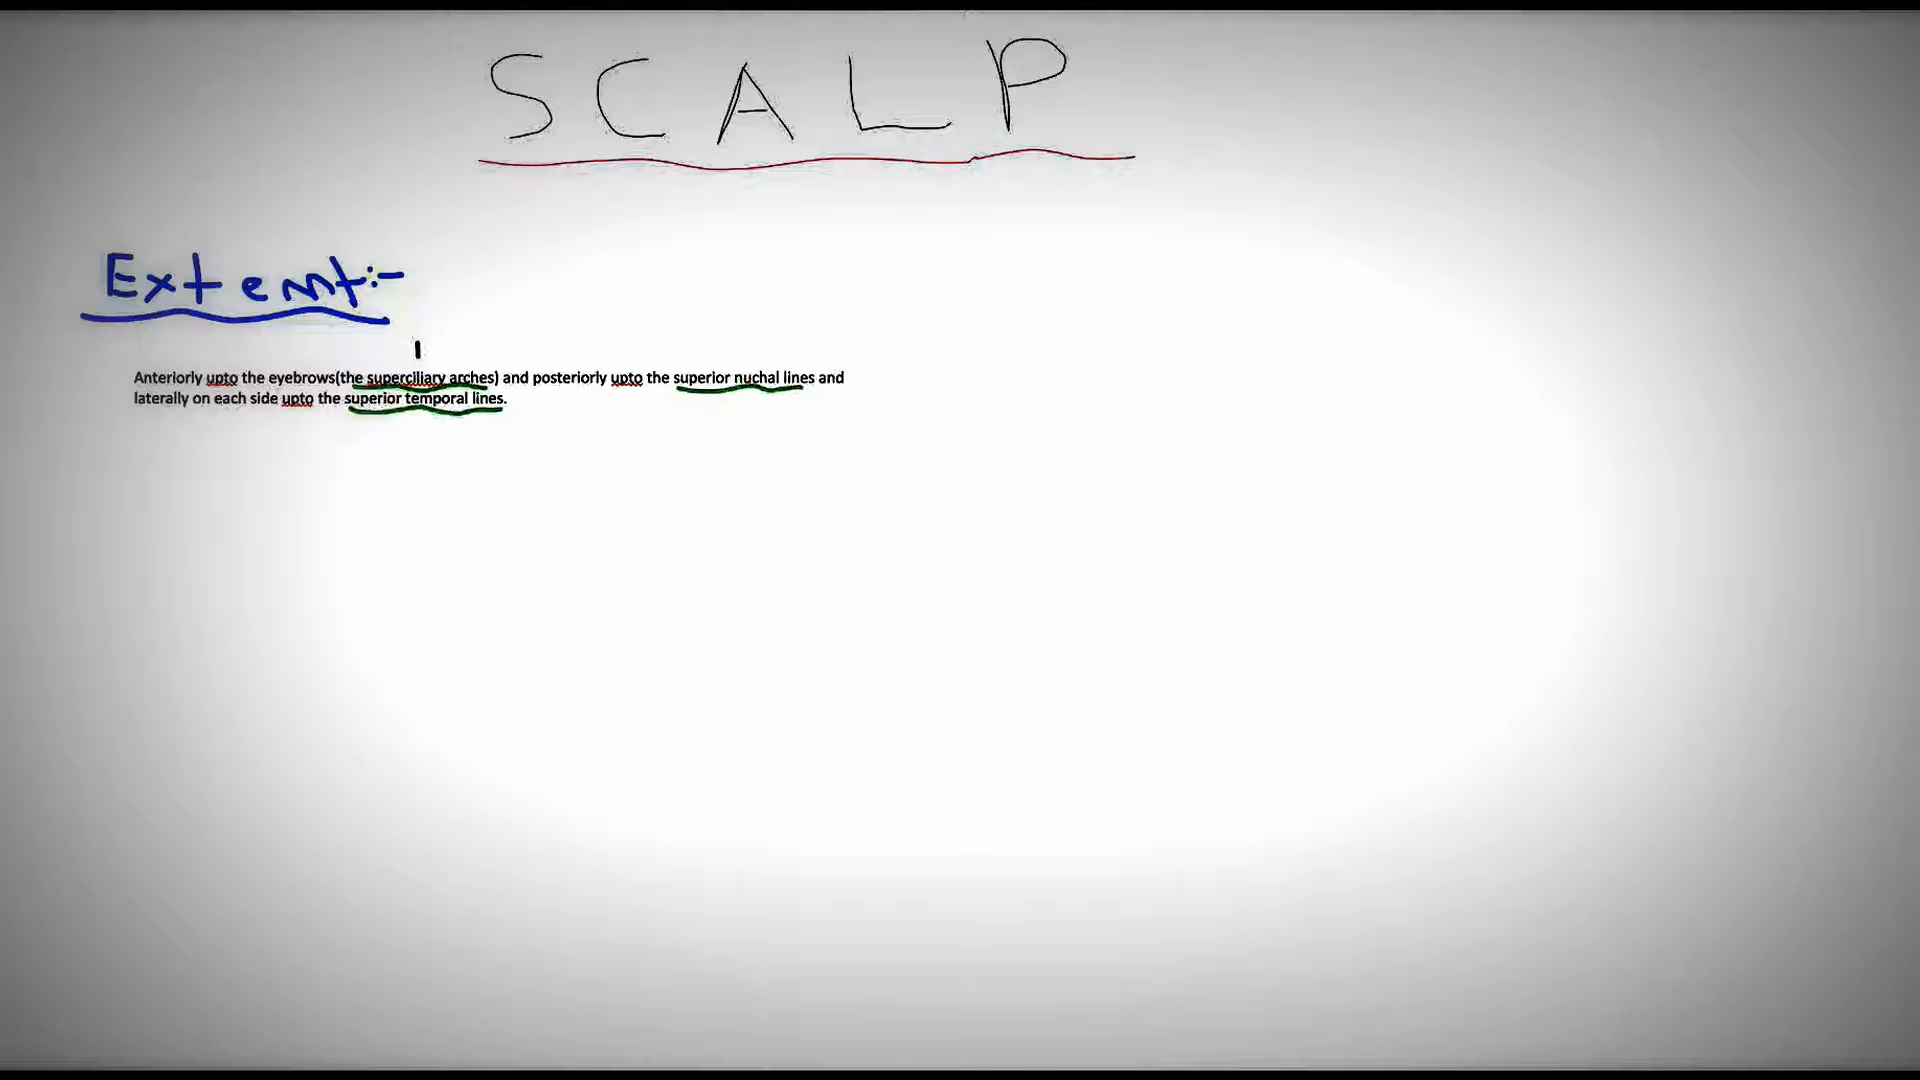 SCALP
Extent:-
Anteriorly upto the eyebrows(the superciliary arches) and posteriorly upto the superior nuchal lines and
laterally on each side upto the superior temporal lines.